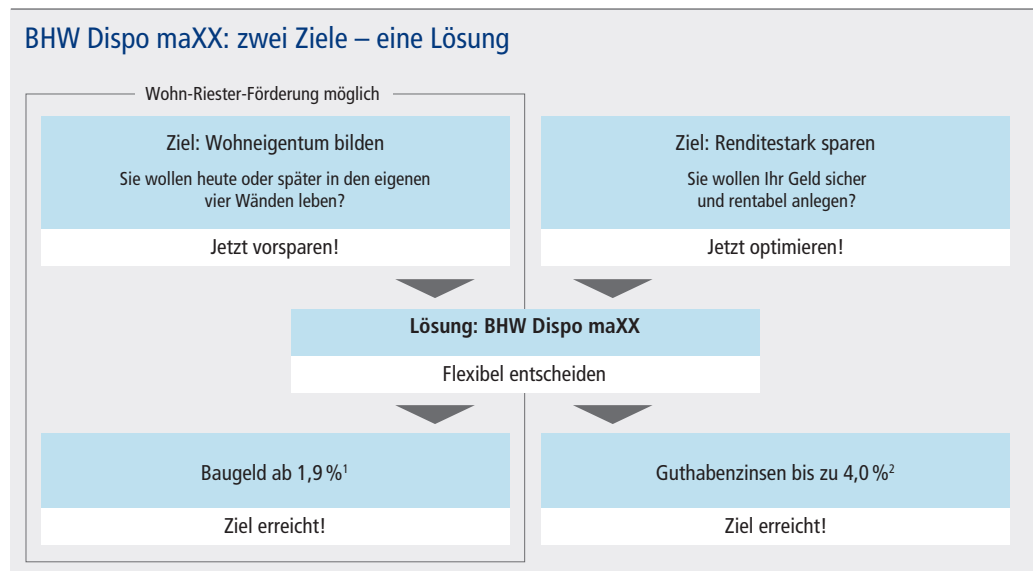 BHW Dispo maXX: zwei Ziele – eine Lösung
Wohn-Riester-Förderung möglich
Ziel: Wohneigentum bilden
Sie wollen heute oder später in den eigenen
vier Wänden leben?
Jetzt vorsparen!
Ziel: Renditestark sparen
Sie wollen Ihr Geld sicher
und rentabel anlegen?
Jetzt optimieren!
Lösung: BHW Dispo maXX
Flexibel entscheiden
Baugeld ab 1,9 %¹
Ziel erreicht!
Guthabenzinsen bis zu 4,0 %²
Ziel erreicht!